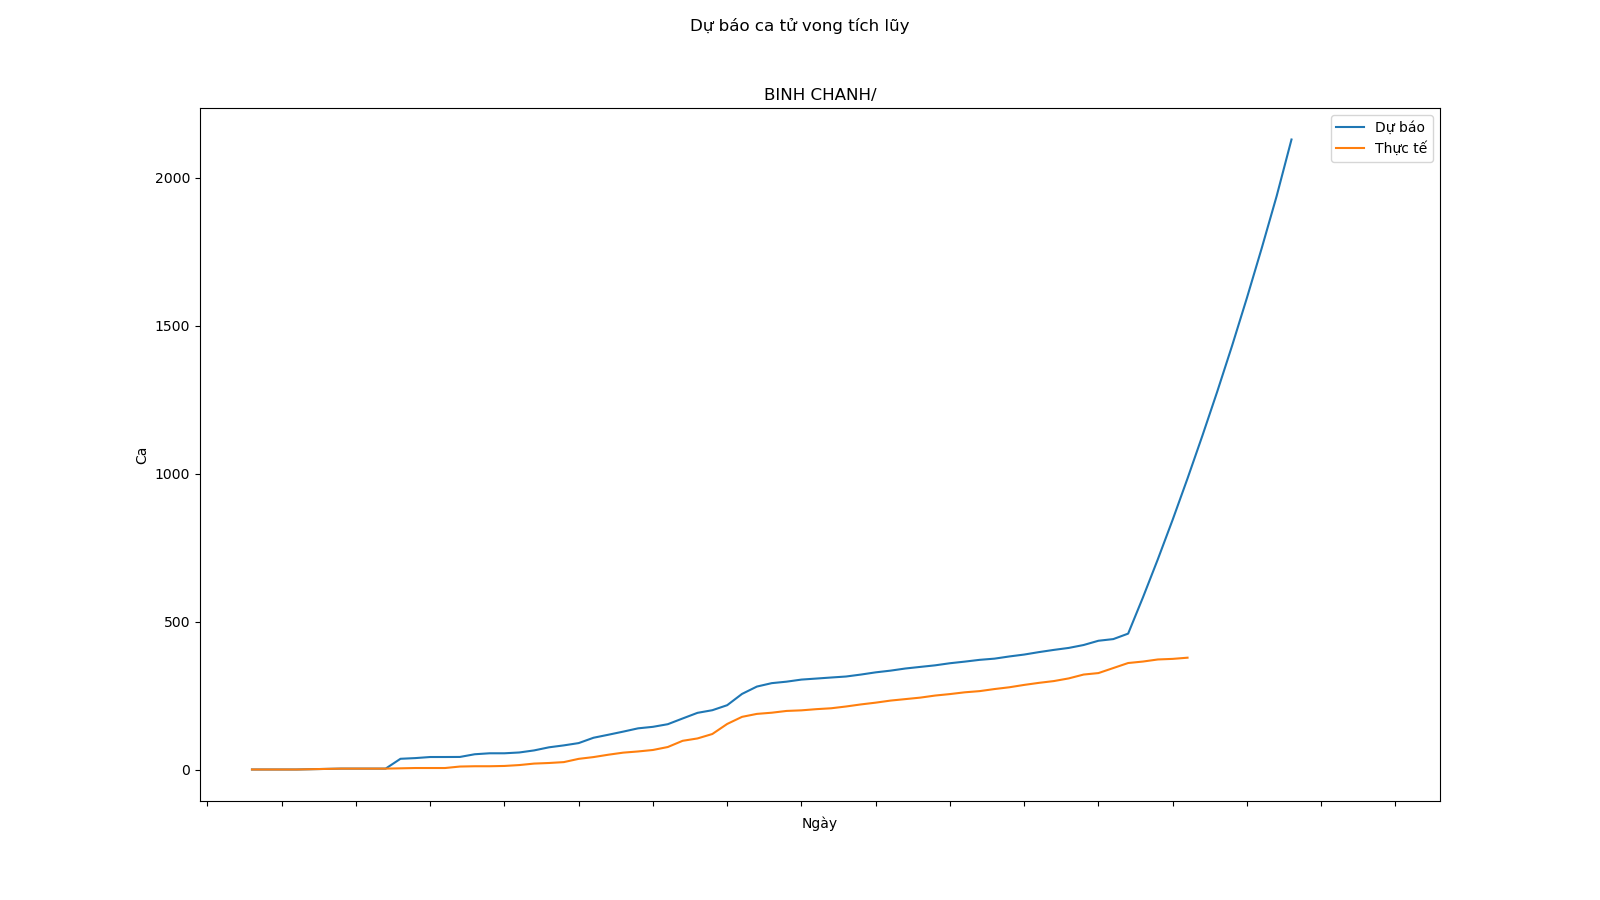 Dự báo ca tử vong tích lũy
BINH CHANH/
Dự báo
Thực tế
2000
1500
1000
500
0
Ca
Ngày